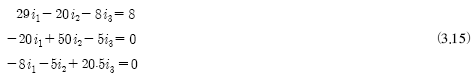 29i₁ − 20i₂ − 8i₃ = 8
−20i₁ + 50i₂ − 5i₃ = 0 (3.15)
−8i₁ − 5i₂ + 20·5i₃ = 0